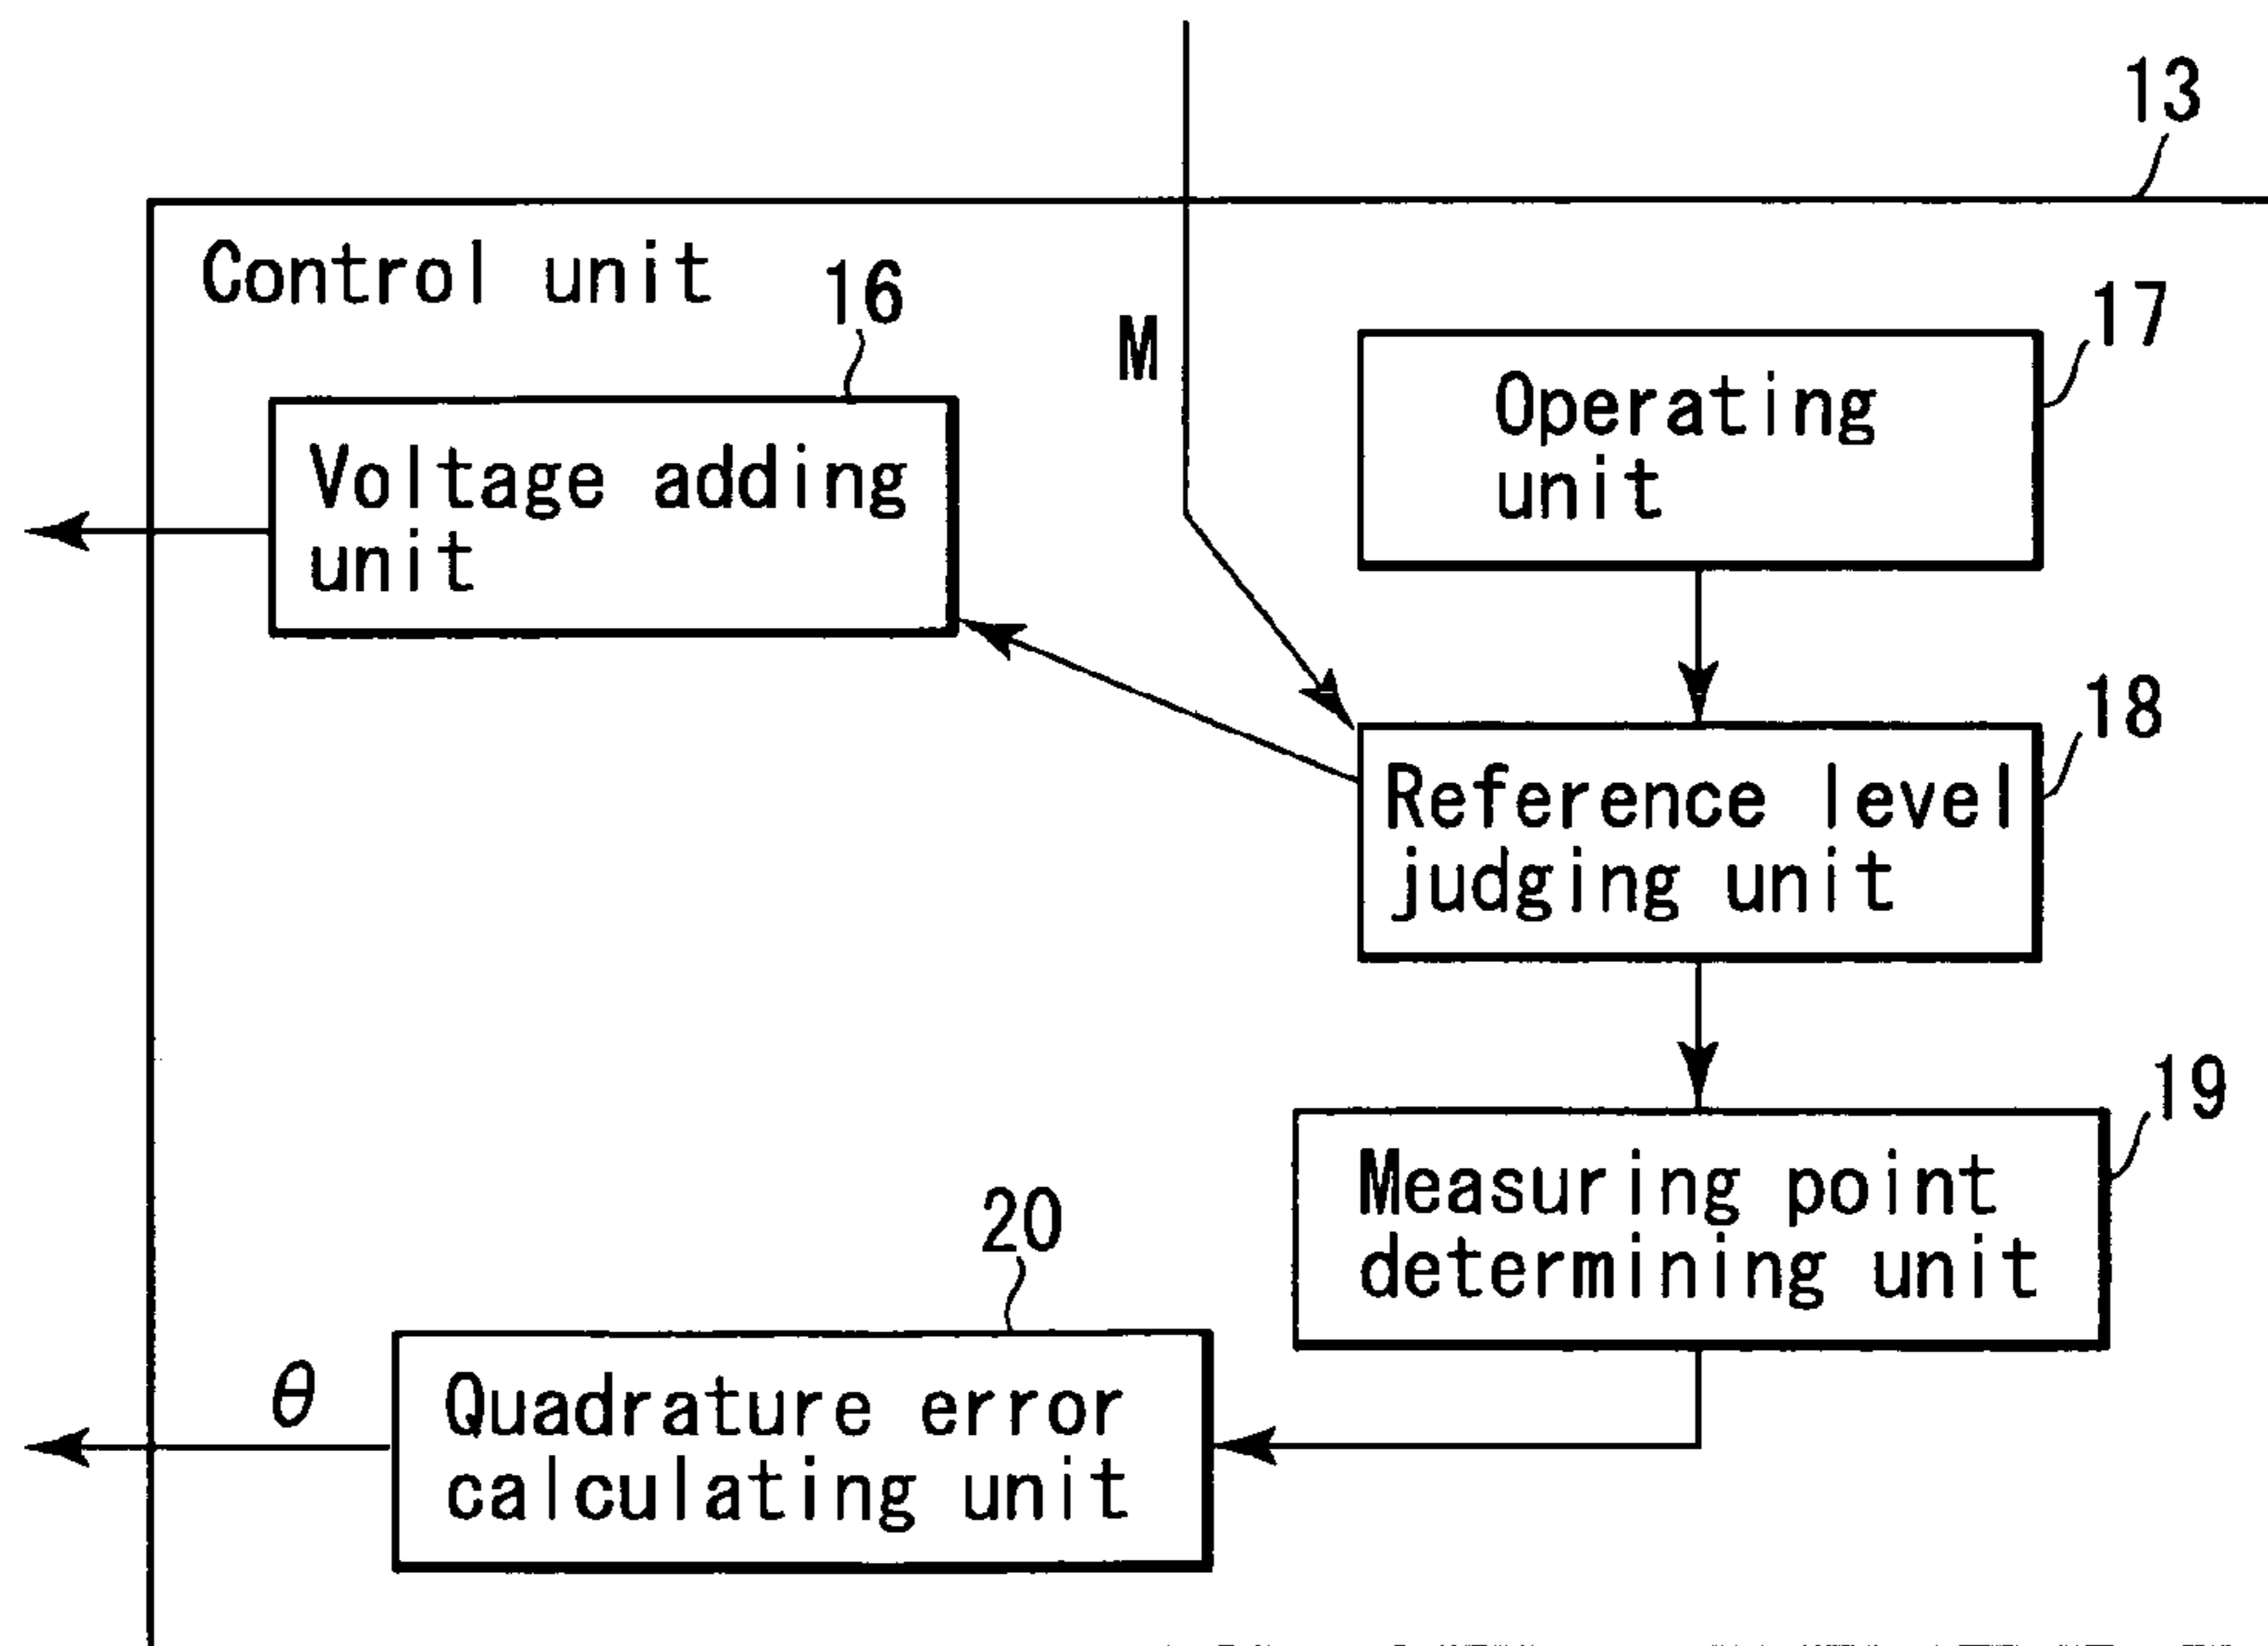 13
Control unit
16
M
17
Operating
unit
Voltage adding
unit
18
Reference level
judging unit
19
Measuring point
determining unit
20
θ
Quadrature error
calculating unit